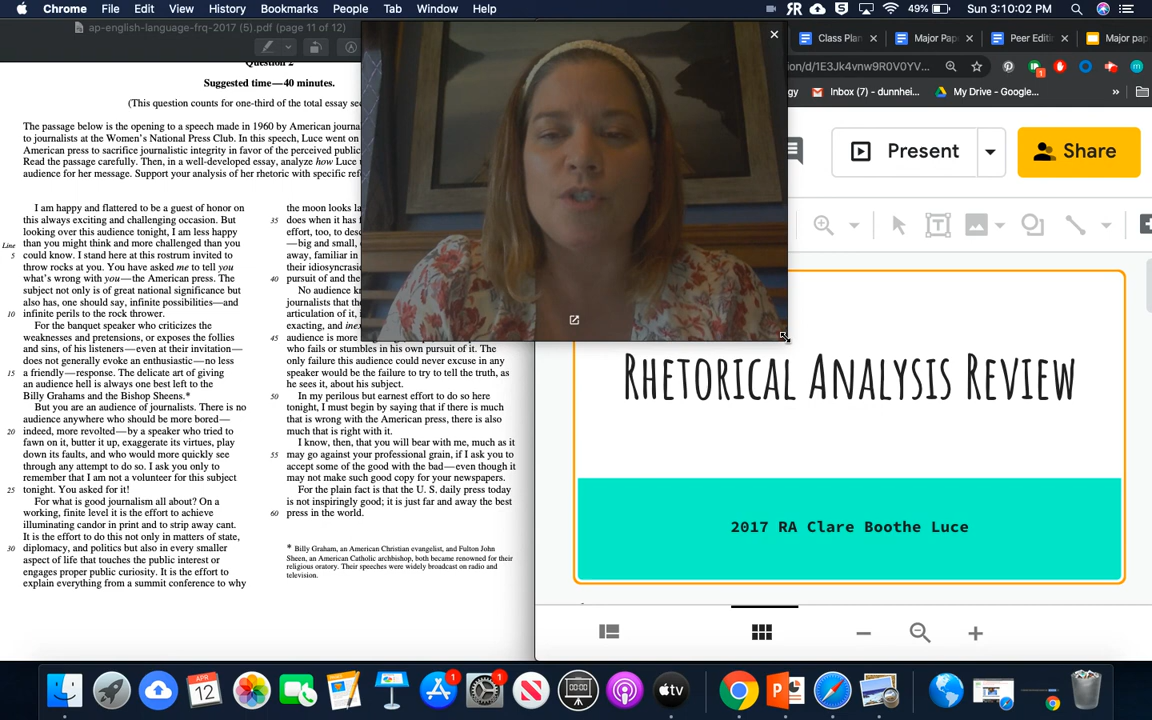 Chrome File Edit View History Bookmarks People Tab Window Help
49% Sun 3:10:02 PM
ap-english-language-frq-2017 (5).pdf (page 11 of 12)
Class Plan
Major Pap
Peer Editi
Major pap
ion/d/1E3Jk4vnw9R0V0YV...
Inbox (7) - dunnhei...
My Drive - Google...
»
Present
Share
Question 2
Suggested time—40 minutes.
(This question counts for one-third of the total essay se
The passage below is the opening to a speech made in 1960 by American journa
to journalists at the Women's National Press Club. In this speech, Luce went on
American press to sacrifice journalistic integrity in favor of the perceived public
Read the passage carefully. Then, in a well-developed essay, analyze how Luce
audience for her message. Support your analysis of her rhetoric with specific ref
I am happy and flattered to be a guest of honor on
this always exciting and challenging occasion. But
looking over this audience tonight, I am less happy
Line than you might think and more challenged than you
5 could know. I stand here at this rostrum invited to
throw rocks at you. You have asked me to tell you
what's wrong with you—the American press. The
subject not only is of great national significance but
also has, one should say, infinite possibilities—and
10 infinite perils to the rock thrower.
For the banquet speaker who criticizes the
weaknesses and pretensions, or exposes the follies
and sins, of his listeners—even at their invitation—
does not generally evoke an enthusiastic—no less
15 a friendly—response. The delicate art of giving
an audience hell is always one best left to the
Billy Grahams and the Bishop Sheens.*
But you are an audience of journalists. There is no
audience anywhere who should be more bored—
20 indeed, more revolted—by a speaker who tried to
fawn on it, butter it up, exaggerate its virtues, play
down its faults, and who would more quickly see
through any attempt to do so. I ask you only to
remember that I am not a volunteer for this subject
25 tonight. You asked for it!
For what is good journalism all about? On a
working, finite level it is the effort to achieve
illuminating candor in print and to strip away cant.
It is the effort to do this not only in matters of state,
30 diplomacy, and politics but also in every smaller
aspect of life that touches the public interest or
engages proper public curiosity. It is the effort to
explain everything from a summit conference to why
the moon looks la
35 does when it has f
effort, too, to desc
—big and small,
away, familiar in
their idiosyncrasi
40 pursuit of and the
No audience k
journalists that th
articulation of it, i
exacting, and inex
45 audience is more
who fails or stumbles in his own pursuit of it. The
only failure this audience could never excuse in any
speaker would be the failure to try to tell the truth, as
he sees it, about his subject.
50 In my perilous but earnest effort to do so here
tonight, I must begin by saying that if there is much
that is wrong with the American press, there is also
much that is right with it.
I know, then, that you will bear with me, much as it
55 may go against your professional grain, if I ask you to
accept some of the good with the bad—even though it
may not make such good copy for your newspapers.
For the plain fact is that the U. S. daily press today
is not inspiringly good; it is just far and away the best
60 press in the world.
* Billy Graham, an American Christian evangelist, and Fulton John
Sheen, an American Catholic archbishop, both became renowned for their
religious oratory. Their speeches were widely broadcast on radio and
television.
Rhetorical Analysis Review
2017 RA Clare Boothe Luce
APR
12
1
1
00:00
tv